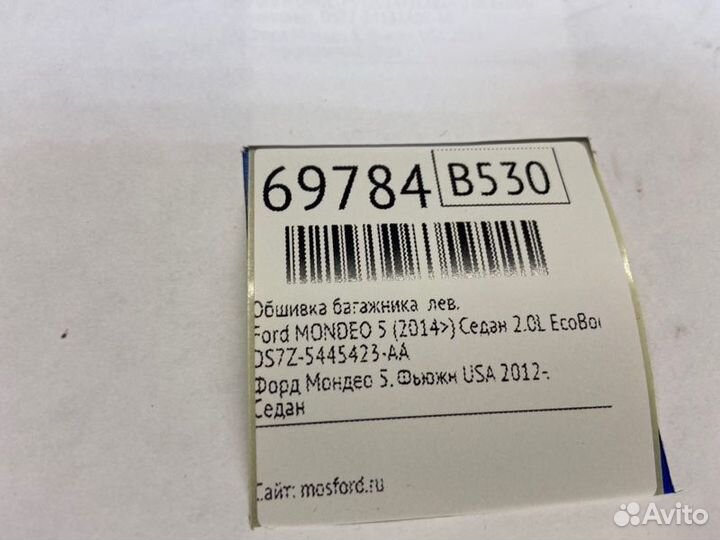 69784 B530
Обшивка багажника лев.
Ford MONDEO 5 (2014>) Седан 2.0L EcoBo
DS7Z-5445423-AA
Форд Мондео 5, Фьюжн USA 2012-.
Седан
Сайт: mosford.ru
Avito